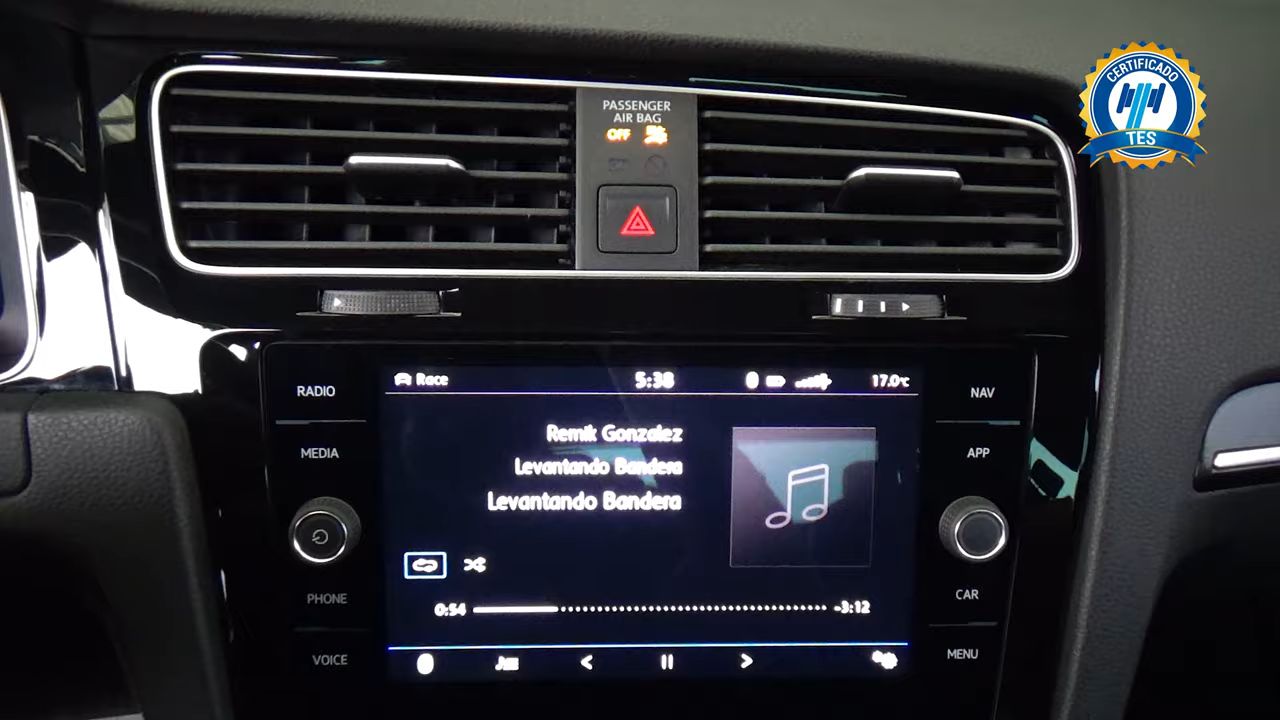 CERTIFICADO
TES
PASSENGER
AIR BAG
OFF
RADIO
MEDIA
PHONE
VOICE
NAV
APP
CAR
MENU
Race
5:38
17.0°C
Remik Gonzalez
Levantando Bandera
Levantando Bandera
0:54
-3:12